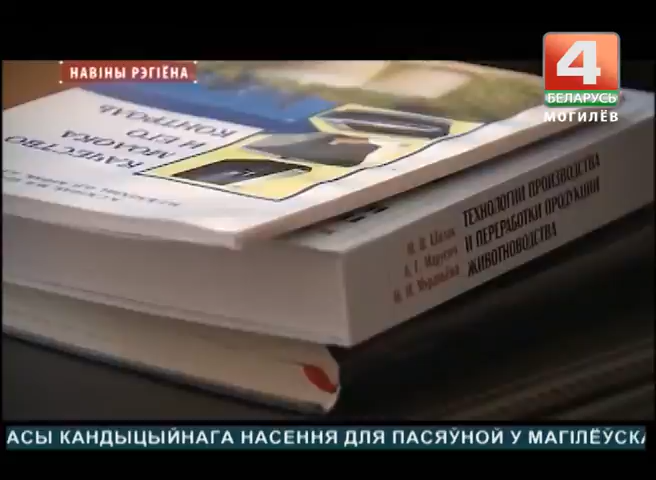 НАВІНЫ РЭГІЁНА
4
БЕЛАРУСЬ
МОГИЛЁВ
КАЧЕСТВО
МОЛОКА
И ЕГО
КОНТРОЛЬ
ТЕХНОЛОГИИ ПРОИЗВОДСТВА
И ПЕРЕРАБОТКИ ПРОДУКЦИИ
ЖИВОТНОВОДСТВА
А. Г. Марусич
АСЫ КАНДЫЦЫЙНАГА НАСЕННЯ ДЛЯ ПАСЯЎНОЙ У МАГІЛЁЎСКА